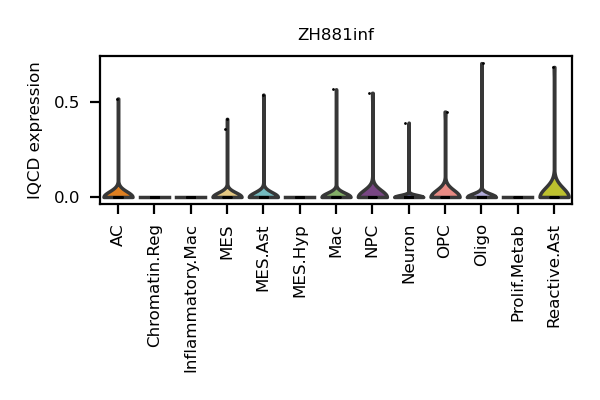 ZH881inf
IQCD expression
0.5
0.0
AC
Chromatin.Reg
Inflammatory.Mac
MES
MES.Ast
MES.Hyp
Mac
NPC
Neuron
OPC
Oligo
Prolif.Metab
Reactive.Ast